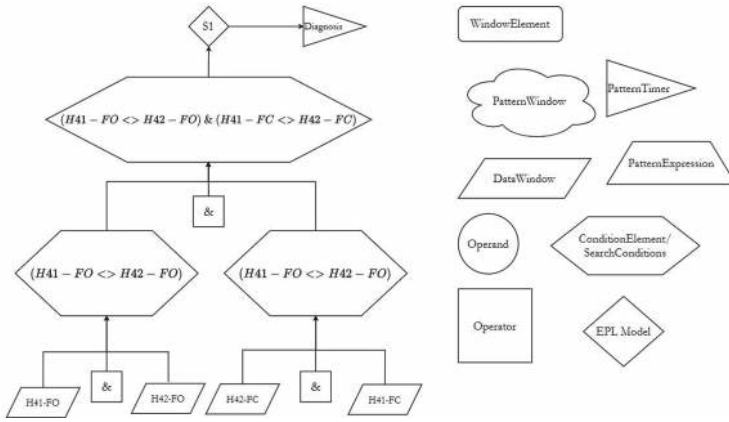 S1
Diagnosis
(H41 – FO <> H42 – FO) & (H41 – FC <> H42 – FC)
&
(H41 – FO <> H42 – FO)
(H41 – FO <> H42 – FO)
H41-FO
&
H42-FO
H42-FC
&
H41-FC
WindowElement
PatternWindow
PatternTimer
DataWindow
PatternExpression
Operand
ConditionElement/
SearchConditions
Operator
EPL Model